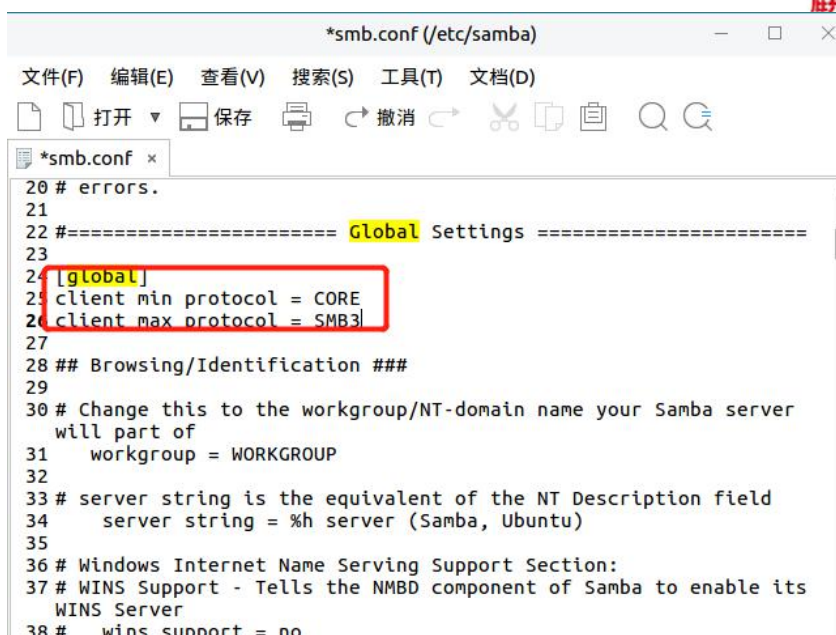 *smb.conf (/etc/samba)
文件(F) 编辑(E) 查看(V) 搜索(S) 工具(T) 文档(D)
打开 保存 撤消
*smb.conf ×
20 # errors.
21
22 #======================= Global Settings =======================
23
24 [global]
25 client min protocol = CORE
26 client max protocol = SMB3
27
28 ## Browsing/Identification ###
29
30 # Change this to the workgroup/NT-domain name your Samba server
will part of
31 workgroup = WORKGROUP
32
33 # server string is the equivalent of the NT Description field
34 server string = %h server (Samba, Ubuntu)
35
36 # Windows Internet Name Serving Support Section:
37 # WINS Support - Tells the NMBD component of Samba to enable its
WINS Server
38 # wins support = no